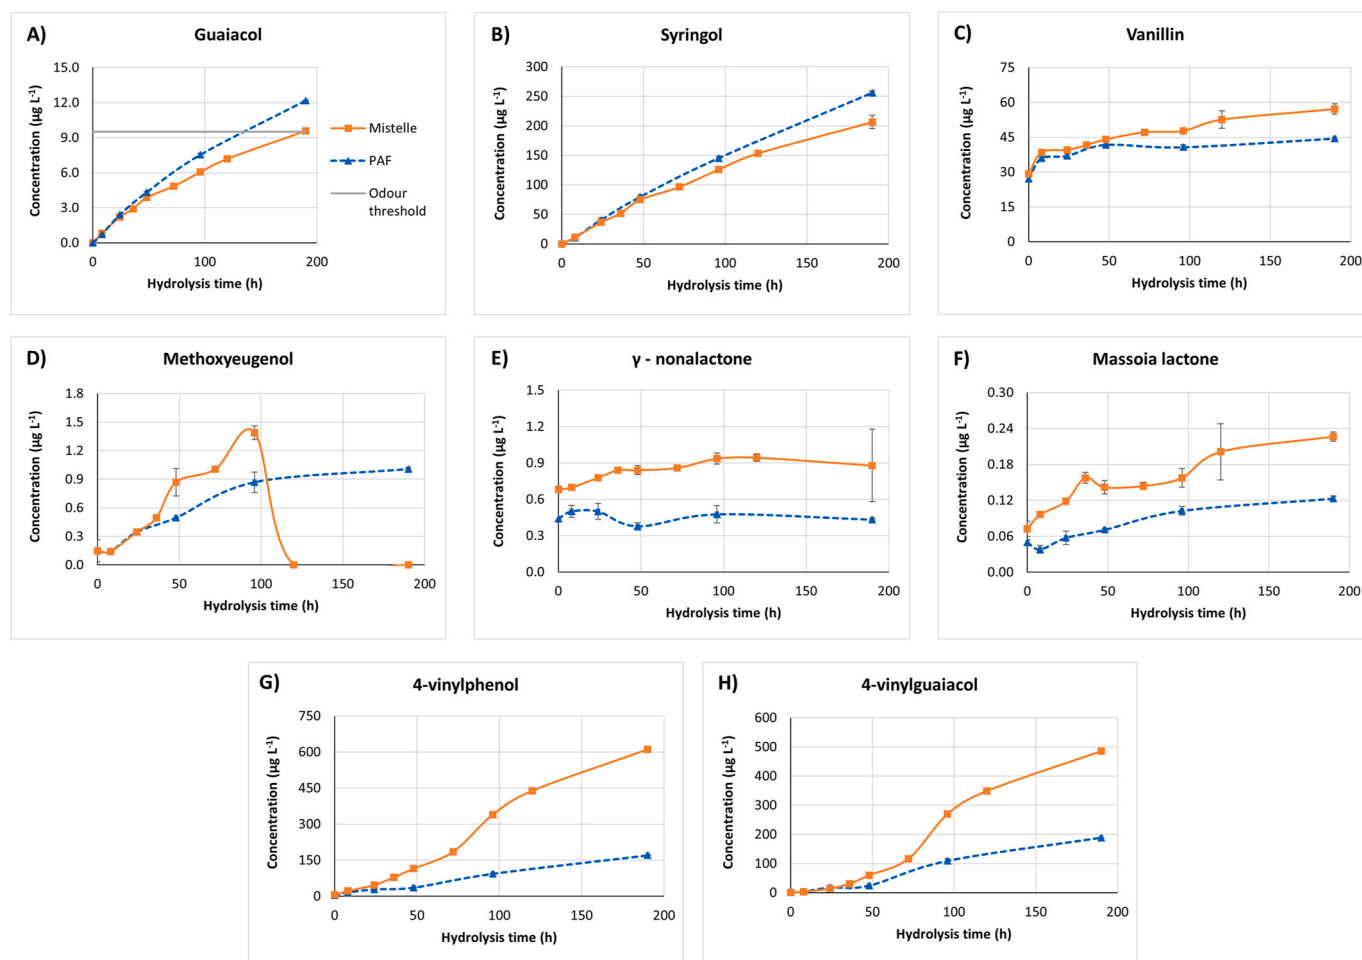 A) Guaiacol
Concentration (µg L⁻¹)
15.0
12.0
9.0
6.0
3.0
0.0
0 100 200
Hydrolysis time (h)
Mistelle
PAF
Odour
threshold
B) Syringol
Concentration (µg L⁻¹)
300
250
200
150
100
50
0
0 50 100 150 200
Hydrolysis time (h)
C) Vanillin
Concentration (µg L⁻¹)
75
60
45
30
15
0
0 50 100 150 200
Hydrolysis time (h)
D) Methoxyeugenol
Concentration (µg L⁻¹)
1.8
1.5
1.2
0.9
0.6
0.3
0.0
0 50 100 150 200
Hydrolysis time (h)
E) γ - nonalactone
Concentration (µg L⁻¹)
1.5
1.2
0.9
0.6
0.3
0.0
0 50 100 150 200
Hydrolysis time (h)
F) Massoia lactone
Concentration (µg L⁻¹)
0.30
0.24
0.18
0.12
0.06
0.00
0 50 100 150 200
Hydrolysis time (h)
G) 4-vinylphenol
Concentration (µg L⁻¹)
750
600
450
300
150
0
0 50 100 150 200
Hydrolysis time (h)
H) 4-vinylguaiacol
Concentration (µg L⁻¹)
600
500
400
300
200
100
0
0 50 100 150 200
Hydrolysis time (h)